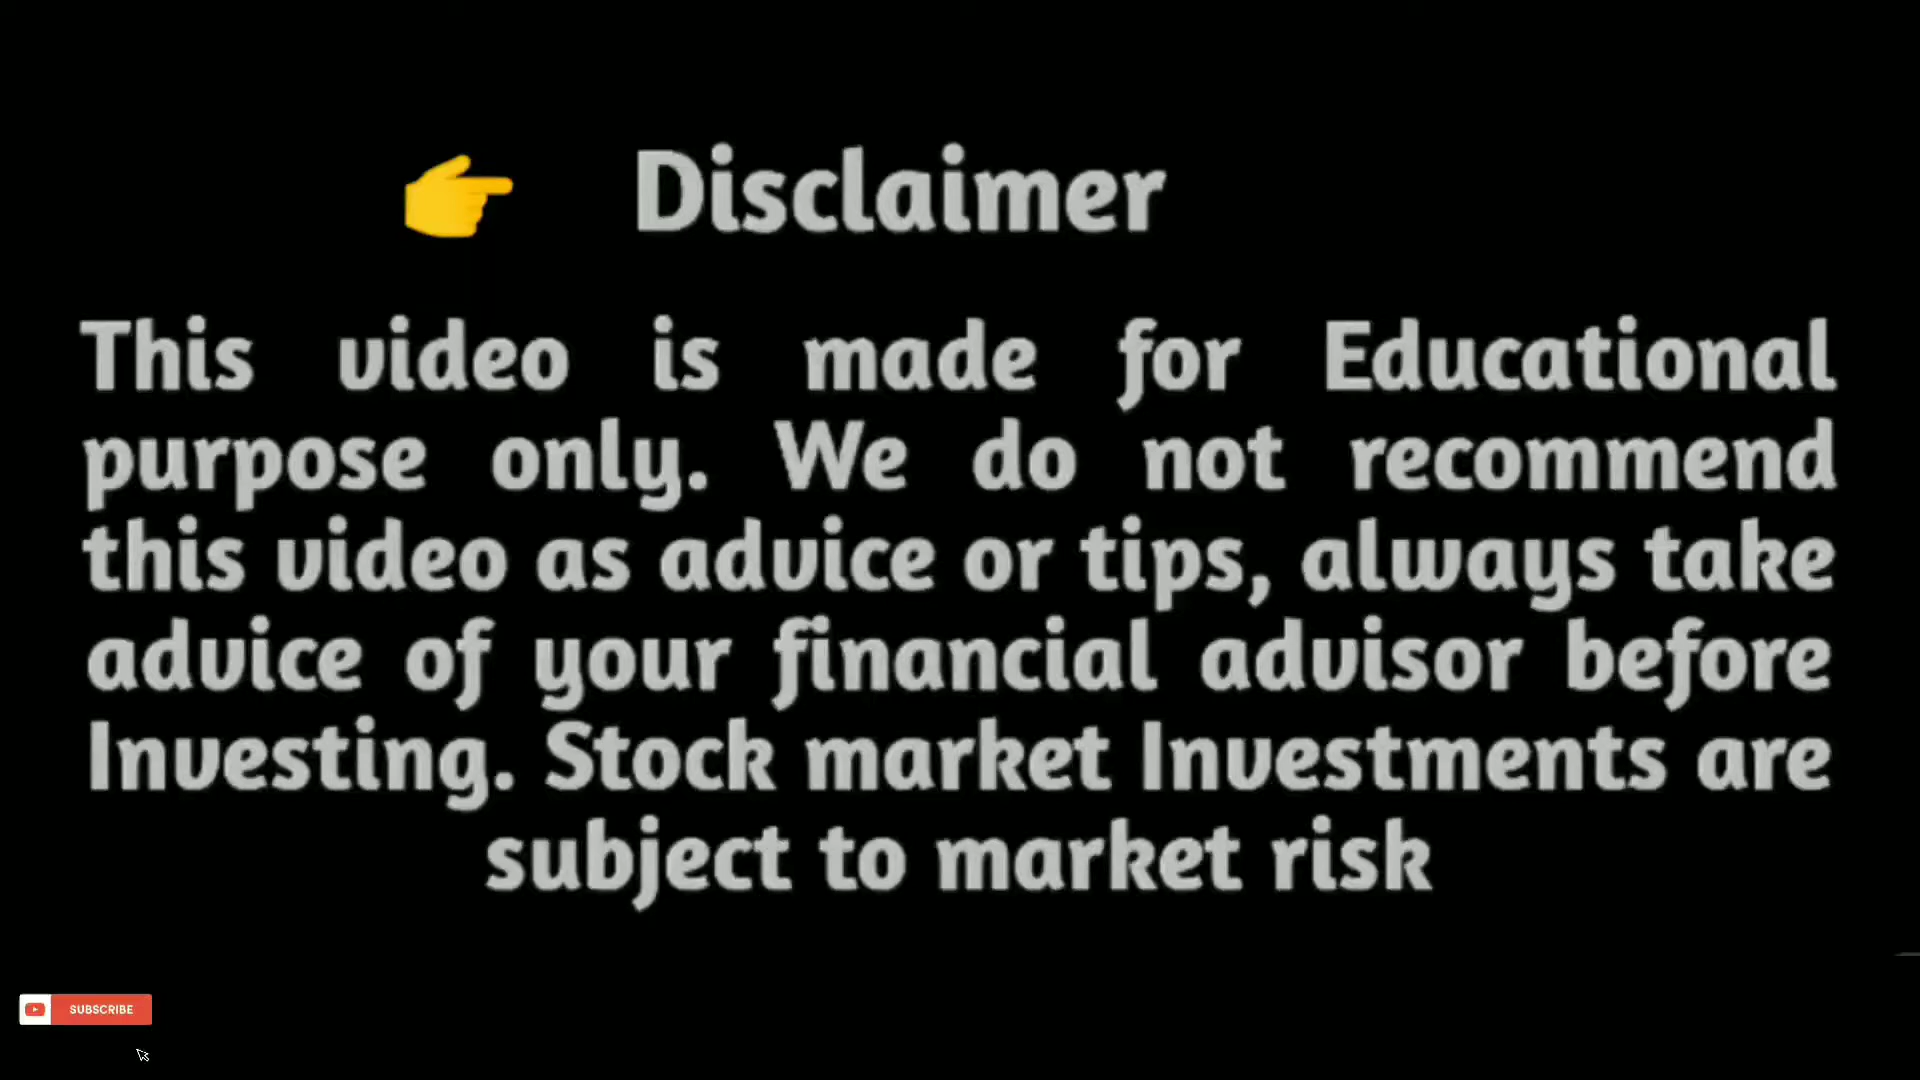 👉 Disclaimer
This video is made for Educational
purpose only. We do not recommend
this video as advice or tips, always take
advice of your financial advisor before
Investing. Stock market Investments are
subject to market risk
SUBSCRIBE